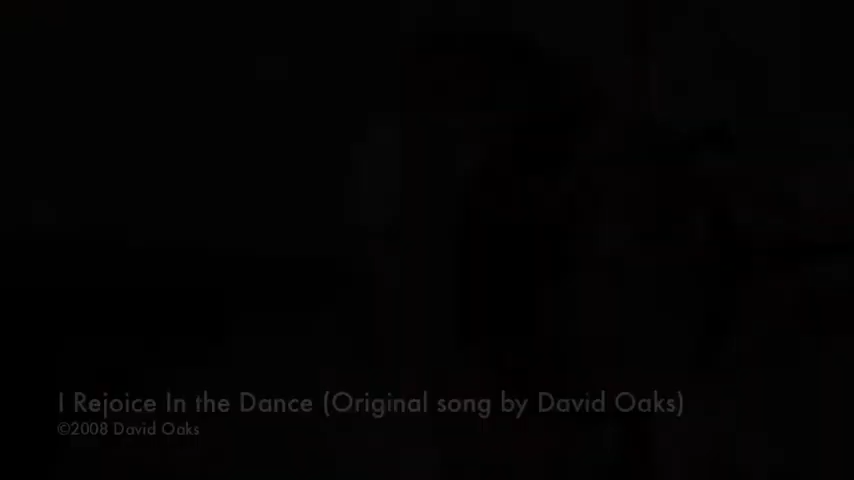 I Rejoice In the Dance (Original song by David Oaks)
©2008 David Oaks